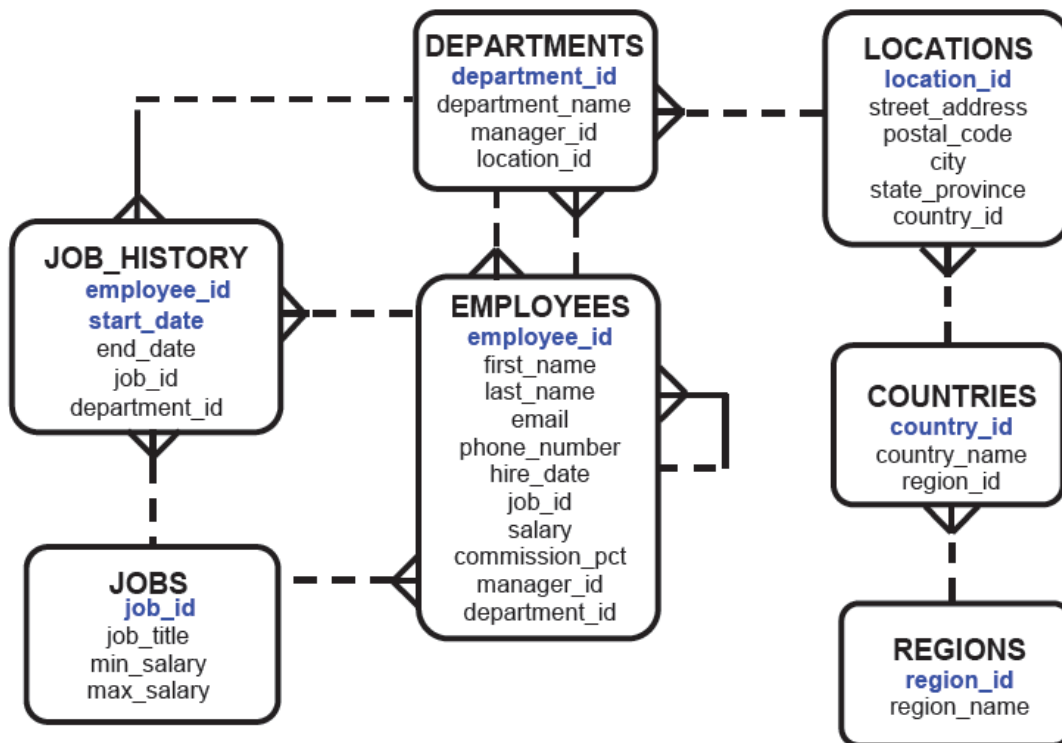 DEPARTMENTS
department_id
department_name
manager_id
location_id
LOCATIONS
location_id
street_address
postal_code
city
state_province
country_id
JOB_HISTORY
employee_id
start_date
end_date
job_id
department_id
EMPLOYEES
employee_id
first_name
last_name
email
phone_number
hire_date
job_id
salary
commission_pct
manager_id
department_id
COUNTRIES
country_id
country_name
region_id
JOBS
job_id
job_title
min_salary
max_salary
REGIONS
region_id
region_name